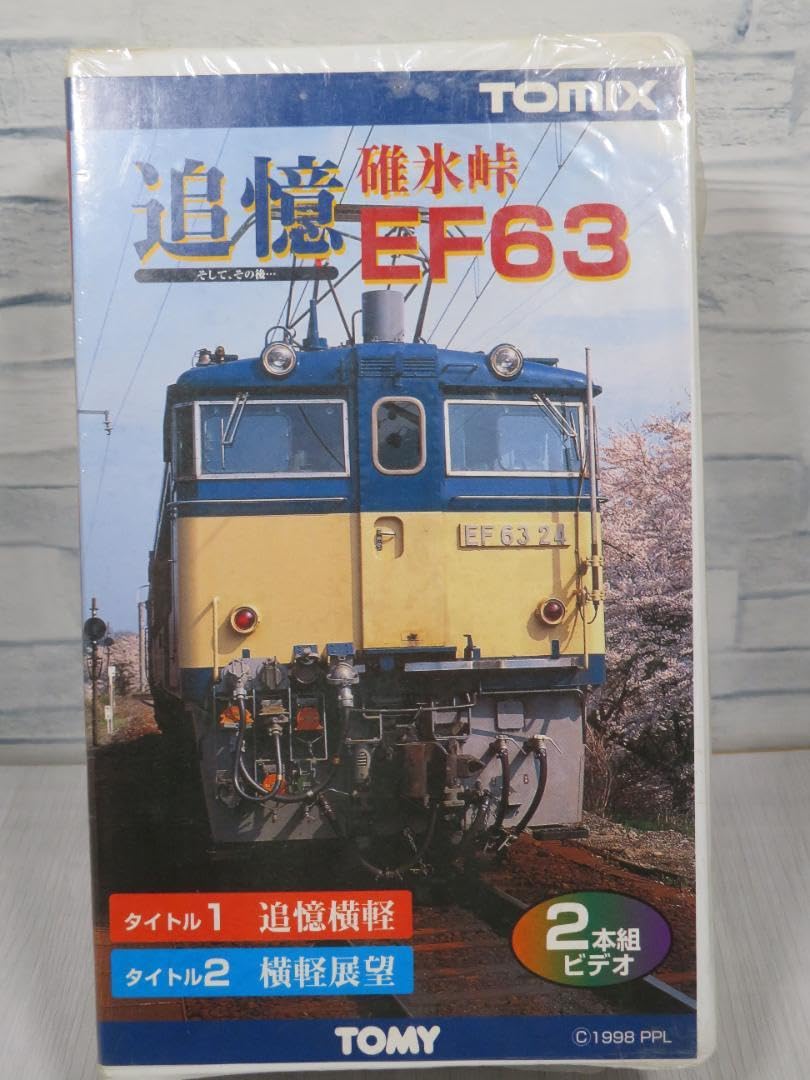 TOMIX
追憶
そして、その後…
碓氷峠
EF63
EF 63 24
タイトル1 追憶横軽
タイトル2 横軽展望
2本組
ビデオ
TOMY
©1998 PPL